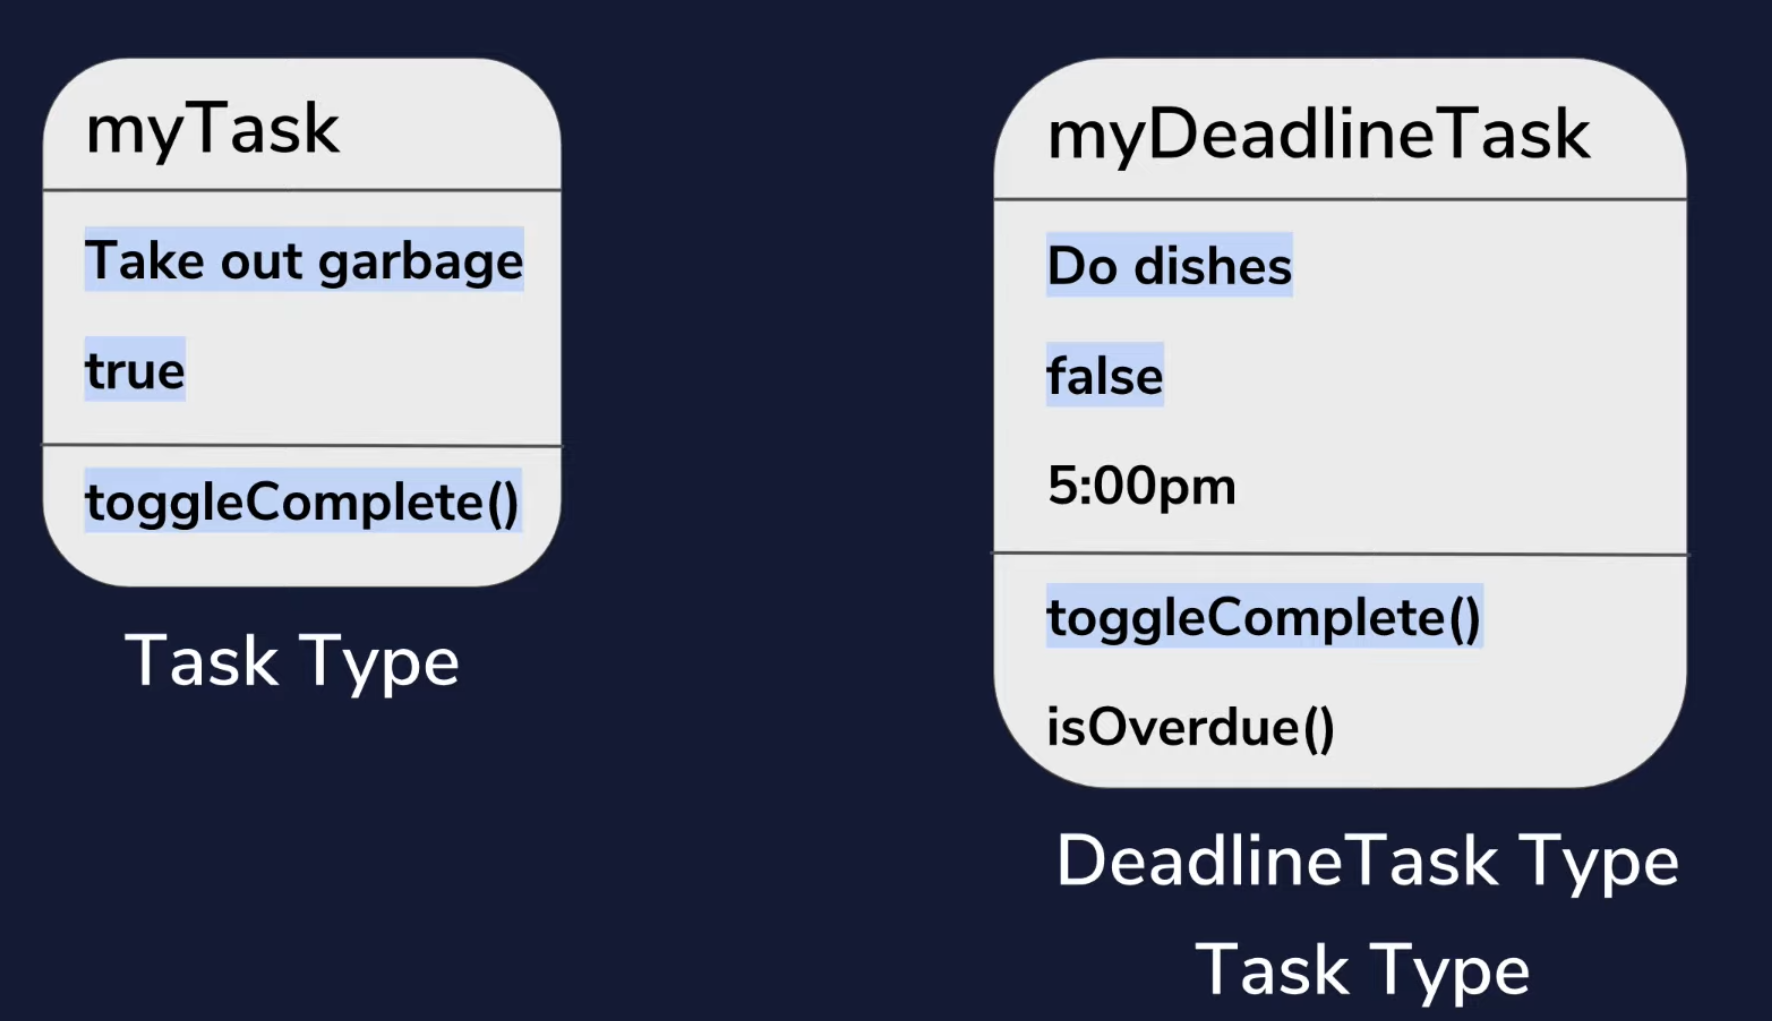 myTask
Take out garbage
true
toggleComplete()
Task Type
myDeadlineTask
Do dishes
false
5:00pm
toggleComplete()
isOverdue()
DeadlineTask Type
Task Type